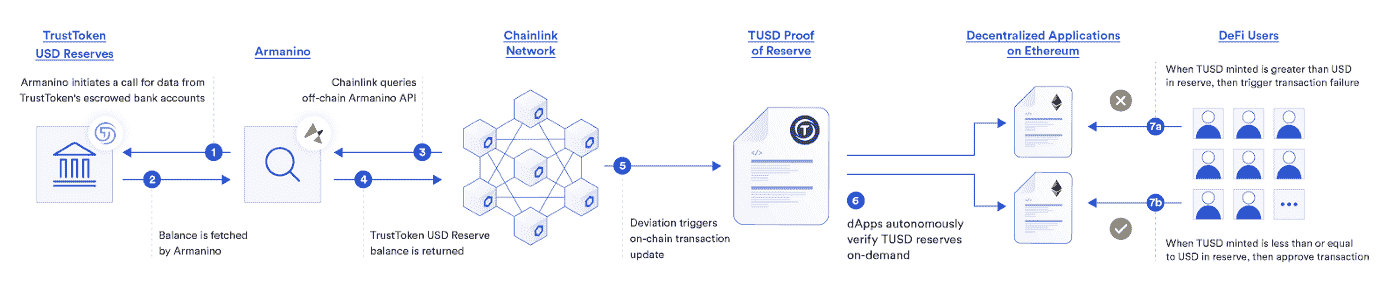 TrustToken
USD Reserves
Armanino initiates a call for data from
TrustToken's escrowed bank accounts
1
2
Balance is fetched
by Armanino
Armanino
Chainlink queries
off-chain Armanino API
3
4
TrustToken USD Reserve
balance is returned
Chainlink
Network
5
Deviation triggers
on-chain transaction
update
TUSD Proof
of Reserve
T
</>
6
dApps autonomously
verify TUSD reserves
on-demand
Decentralized Applications
on Ethereum
</>
</>
DeFi Users
When TUSD minted is greater than USD
in reserve, then trigger transaction failure
7a
7b
When TUSD minted is less than or equal
to USD in reserve, then approve transaction